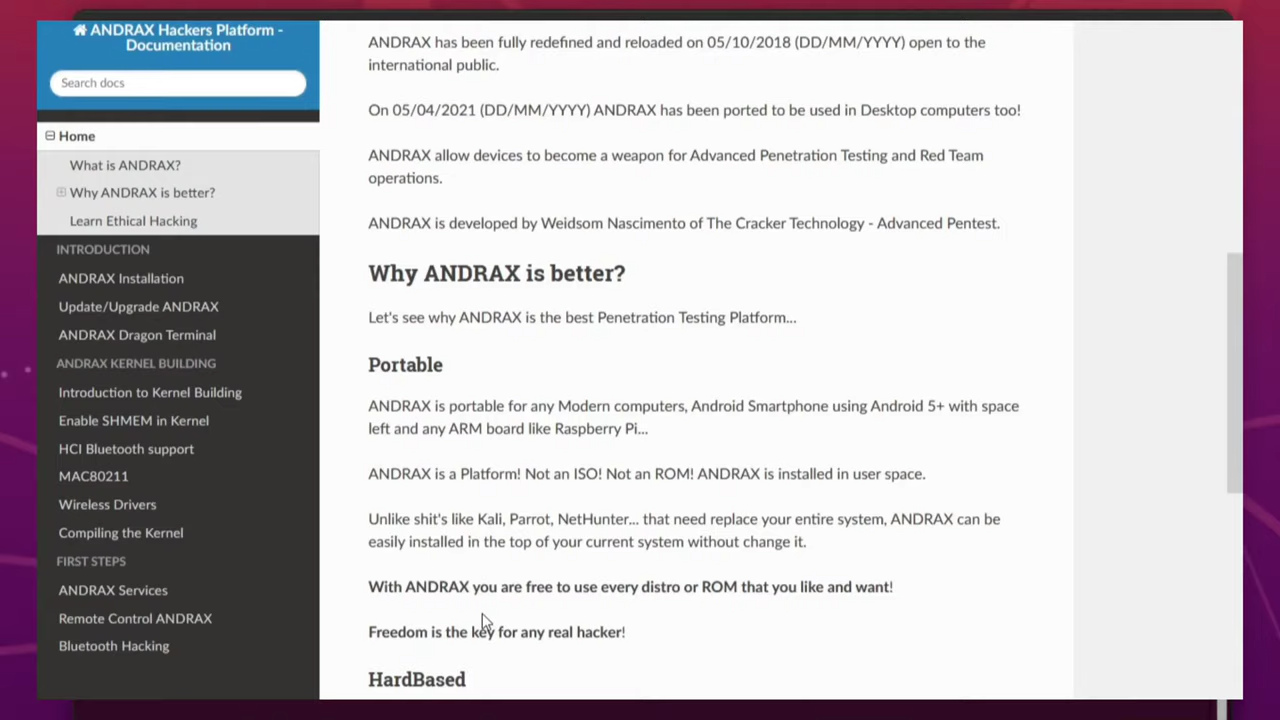 ANDRAX Hackers Platform -
Documentation
Search docs
Home
What is ANDRAX?
Why ANDRAX is better?
Learn Ethical Hacking
INTRODUCTION
ANDRAX Installation
Update/Upgrade ANDRAX
ANDRAX Dragon Terminal
ANDRAX KERNEL BUILDING
Introduction to Kernel Building
Enable SHMEM in Kernel
HCI Bluetooth support
MAC80211
Wireless Drivers
Compiling the Kernel
FIRST STEPS
ANDRAX Services
Remote Control ANDRAX
Bluetooth Hacking
ANDRAX has been fully redefined and reloaded on 05/10/2018 (DD/MM/YYYY) open to the
international public.
On 05/04/2021 (DD/MM/YYYY) ANDRAX has been ported to be used in Desktop computers too!
ANDRAX allow devices to become a weapon for Advanced Penetration Testing and Red Team
operations.
ANDRAX is developed by Weidsom Nascimento of The Cracker Technology - Advanced Pentest.
Why ANDRAX is better?
Let's see why ANDRAX is the best Penetration Testing Platform...
Portable
ANDRAX is portable for any Modern computers, Android Smartphone using Android 5+ with space
left and any ARM board like Raspberry Pi...
ANDRAX is a Platform! Not an ISO! Not an ROM! ANDRAX is installed in user space.
Unlike shit's like Kali, Parrot, NetHunter... that need replace your entire system, ANDRAX can be
easily installed in the top of your current system without change it.
With ANDRAX you are free to use every distro or ROM that you like and want!
Freedom is the key for any real hacker!
HardBased